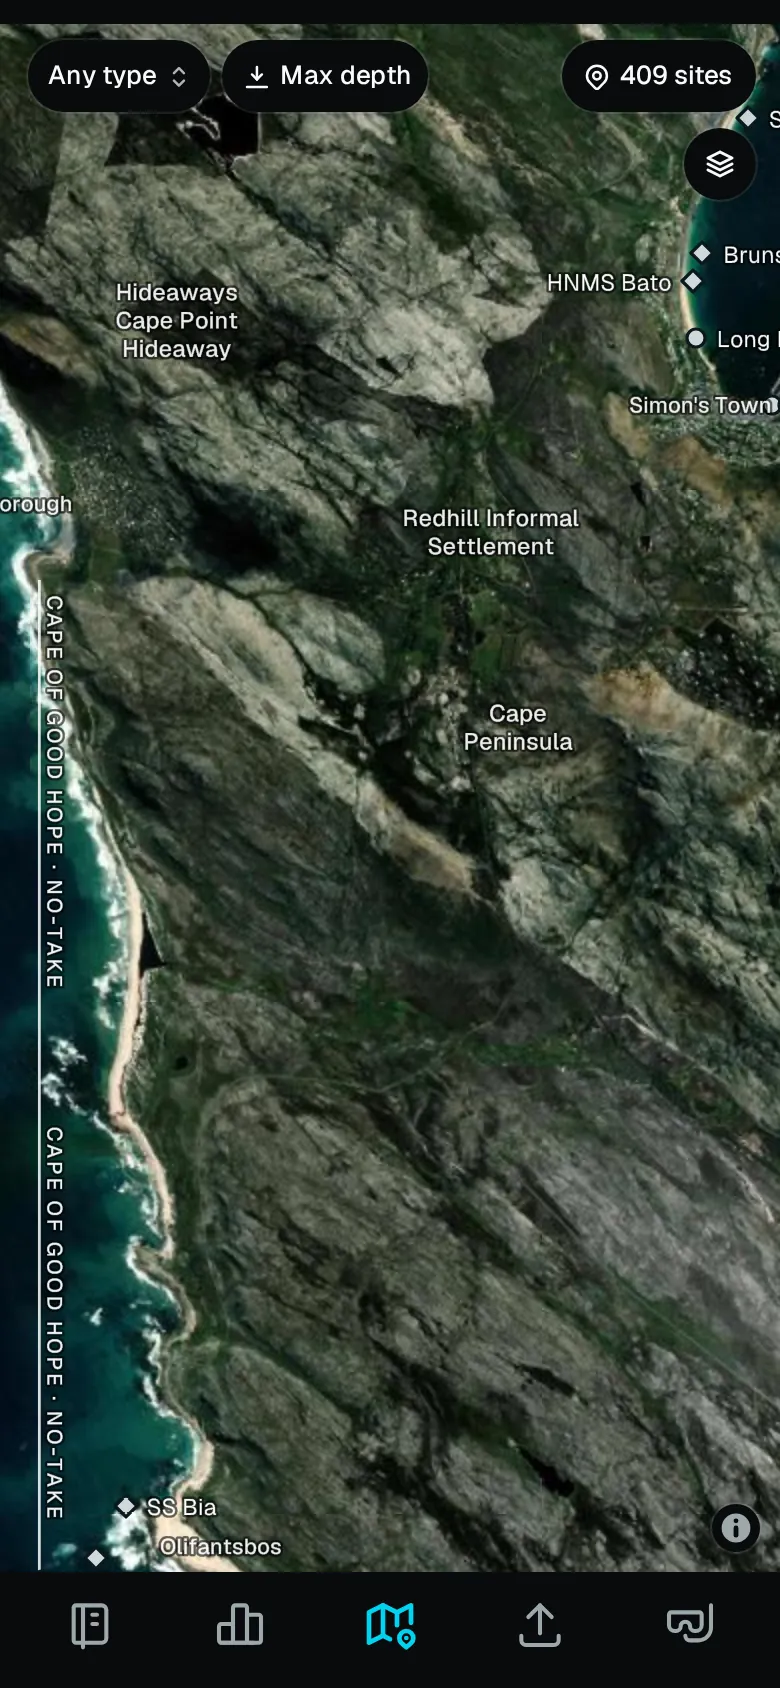 Any type
Max depth
409 sites
S
Bruns
HNMS Bato
Hideaways
Cape Point
Hideaway
Long
Simon's Town
orough
Redhill Informal
Settlement
CAPE OF GOOD HOPE · NO-TAKE
Cape
Peninsula
CAPE OF GOOD HOPE · NO-TAKE
SS Bia
Olifantsbos